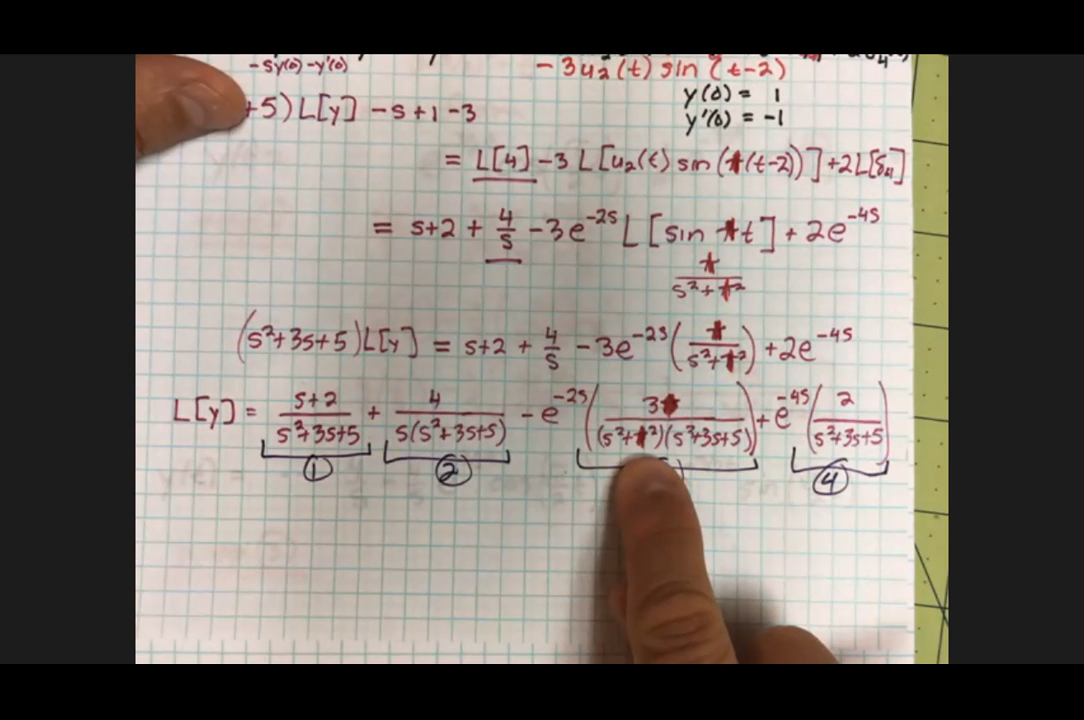 -sy(0)-y'(0)
- 3u₂(t) sin (t-2)
y(0) = 1
+5) L[y] - s + 1 - 3
y'(0) = -1
= L[4] - 3 L[u₂(t) sin ((t-2))] + 2L[δ₄]
= s+2 + 4/s - 3e^-2s L [sin t] + 2e^-4s
s²+
(s²+3s+5)L[y] = s+2 + 4/s - 3e^-2s ( /s²+ ) + 2e^-4s
L[y] = s+2/s²+3s+5 + 4/s(s²+3s+5) - e^-2s (3/(s²+ ²)(s²+3s+5)) + e^-4s (2/s²+3s+5)
① ② ④